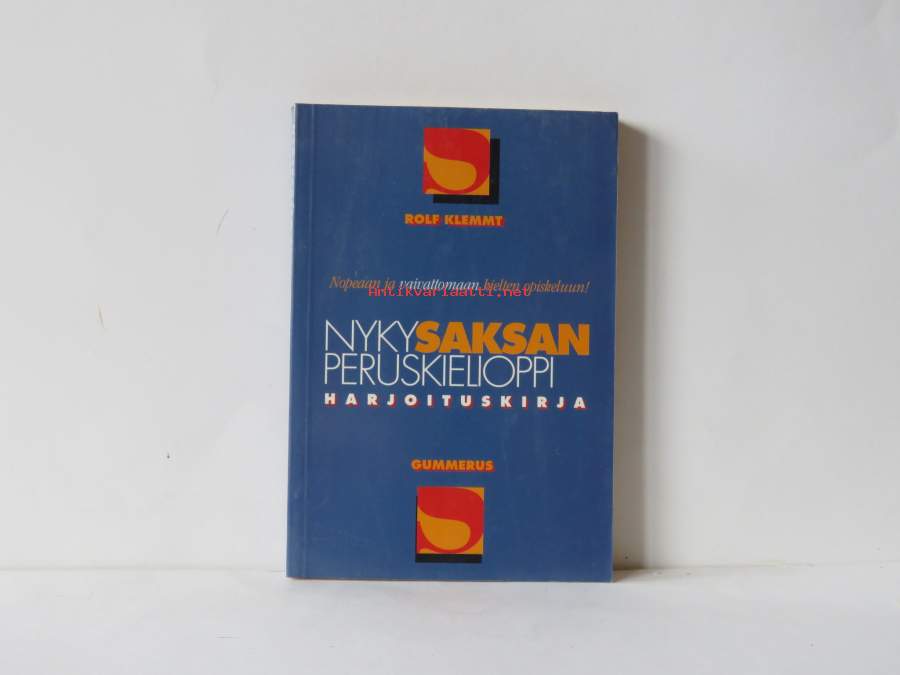 ROLF KLEMMT
Nopeaan ja vaivattomaan kielten opiskeluun!
antikvariaatti.net
NYKYSAKSAN
PERUSKIELIOPPI
HARJOITUSKIRJA
GUMMERUS